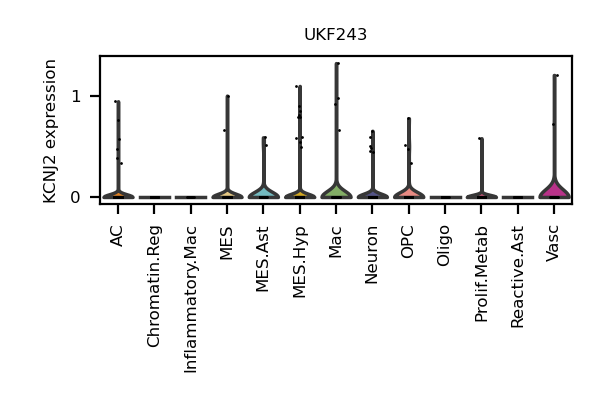 UKF243
KCNJ2 expression
1
0
AC
Chromatin.Reg
Inflammatory.Mac
MES
MES.Ast
MES.Hyp
Mac
Neuron
OPC
Oligo
Prolif.Metab
Reactive.Ast
Vasc